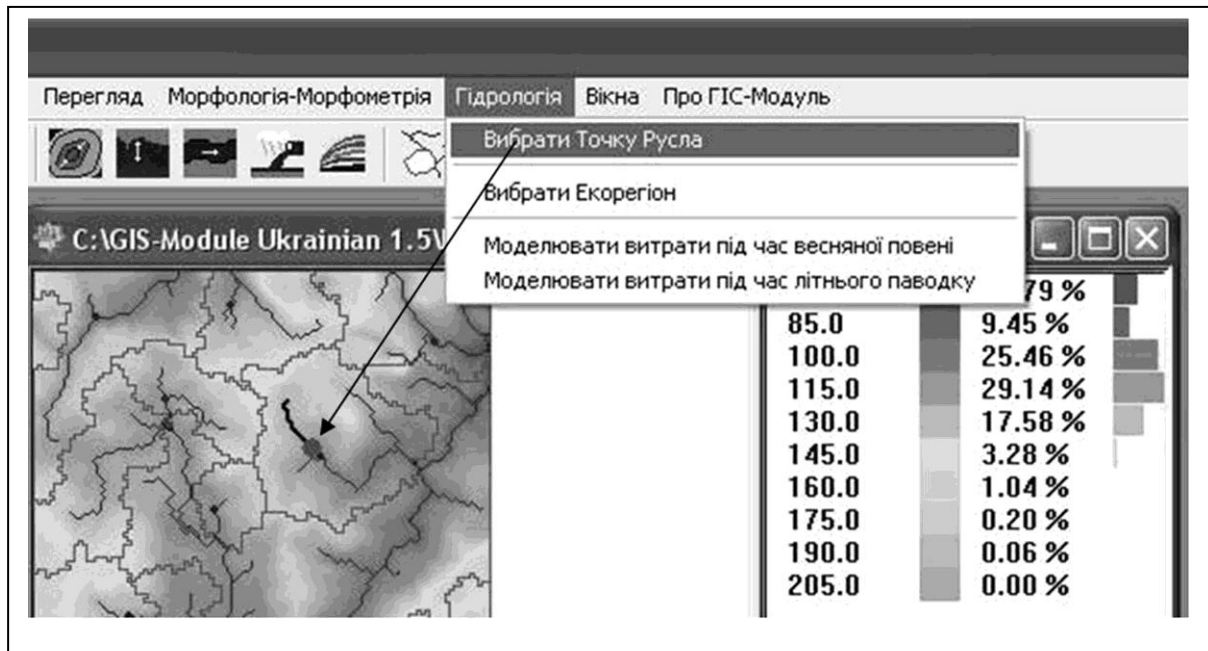 Перегляд Морфологія-Морфометрія Гідрологія Вікна Про ГІС-Модуль
Вибрати Точку Русла
Вибрати Екорегіон
Моделювати витрати під час весняної повені
Моделювати витрати під час літнього паводку
C:\GIS-Module Ukrainian 1.5\
79 %
85.0 9.45 %
100.0 25.46 %
115.0 29.14 %
130.0 17.58 %
145.0 3.28 %
160.0 1.04 %
175.0 0.20 %
190.0 0.06 %
205.0 0.00 %